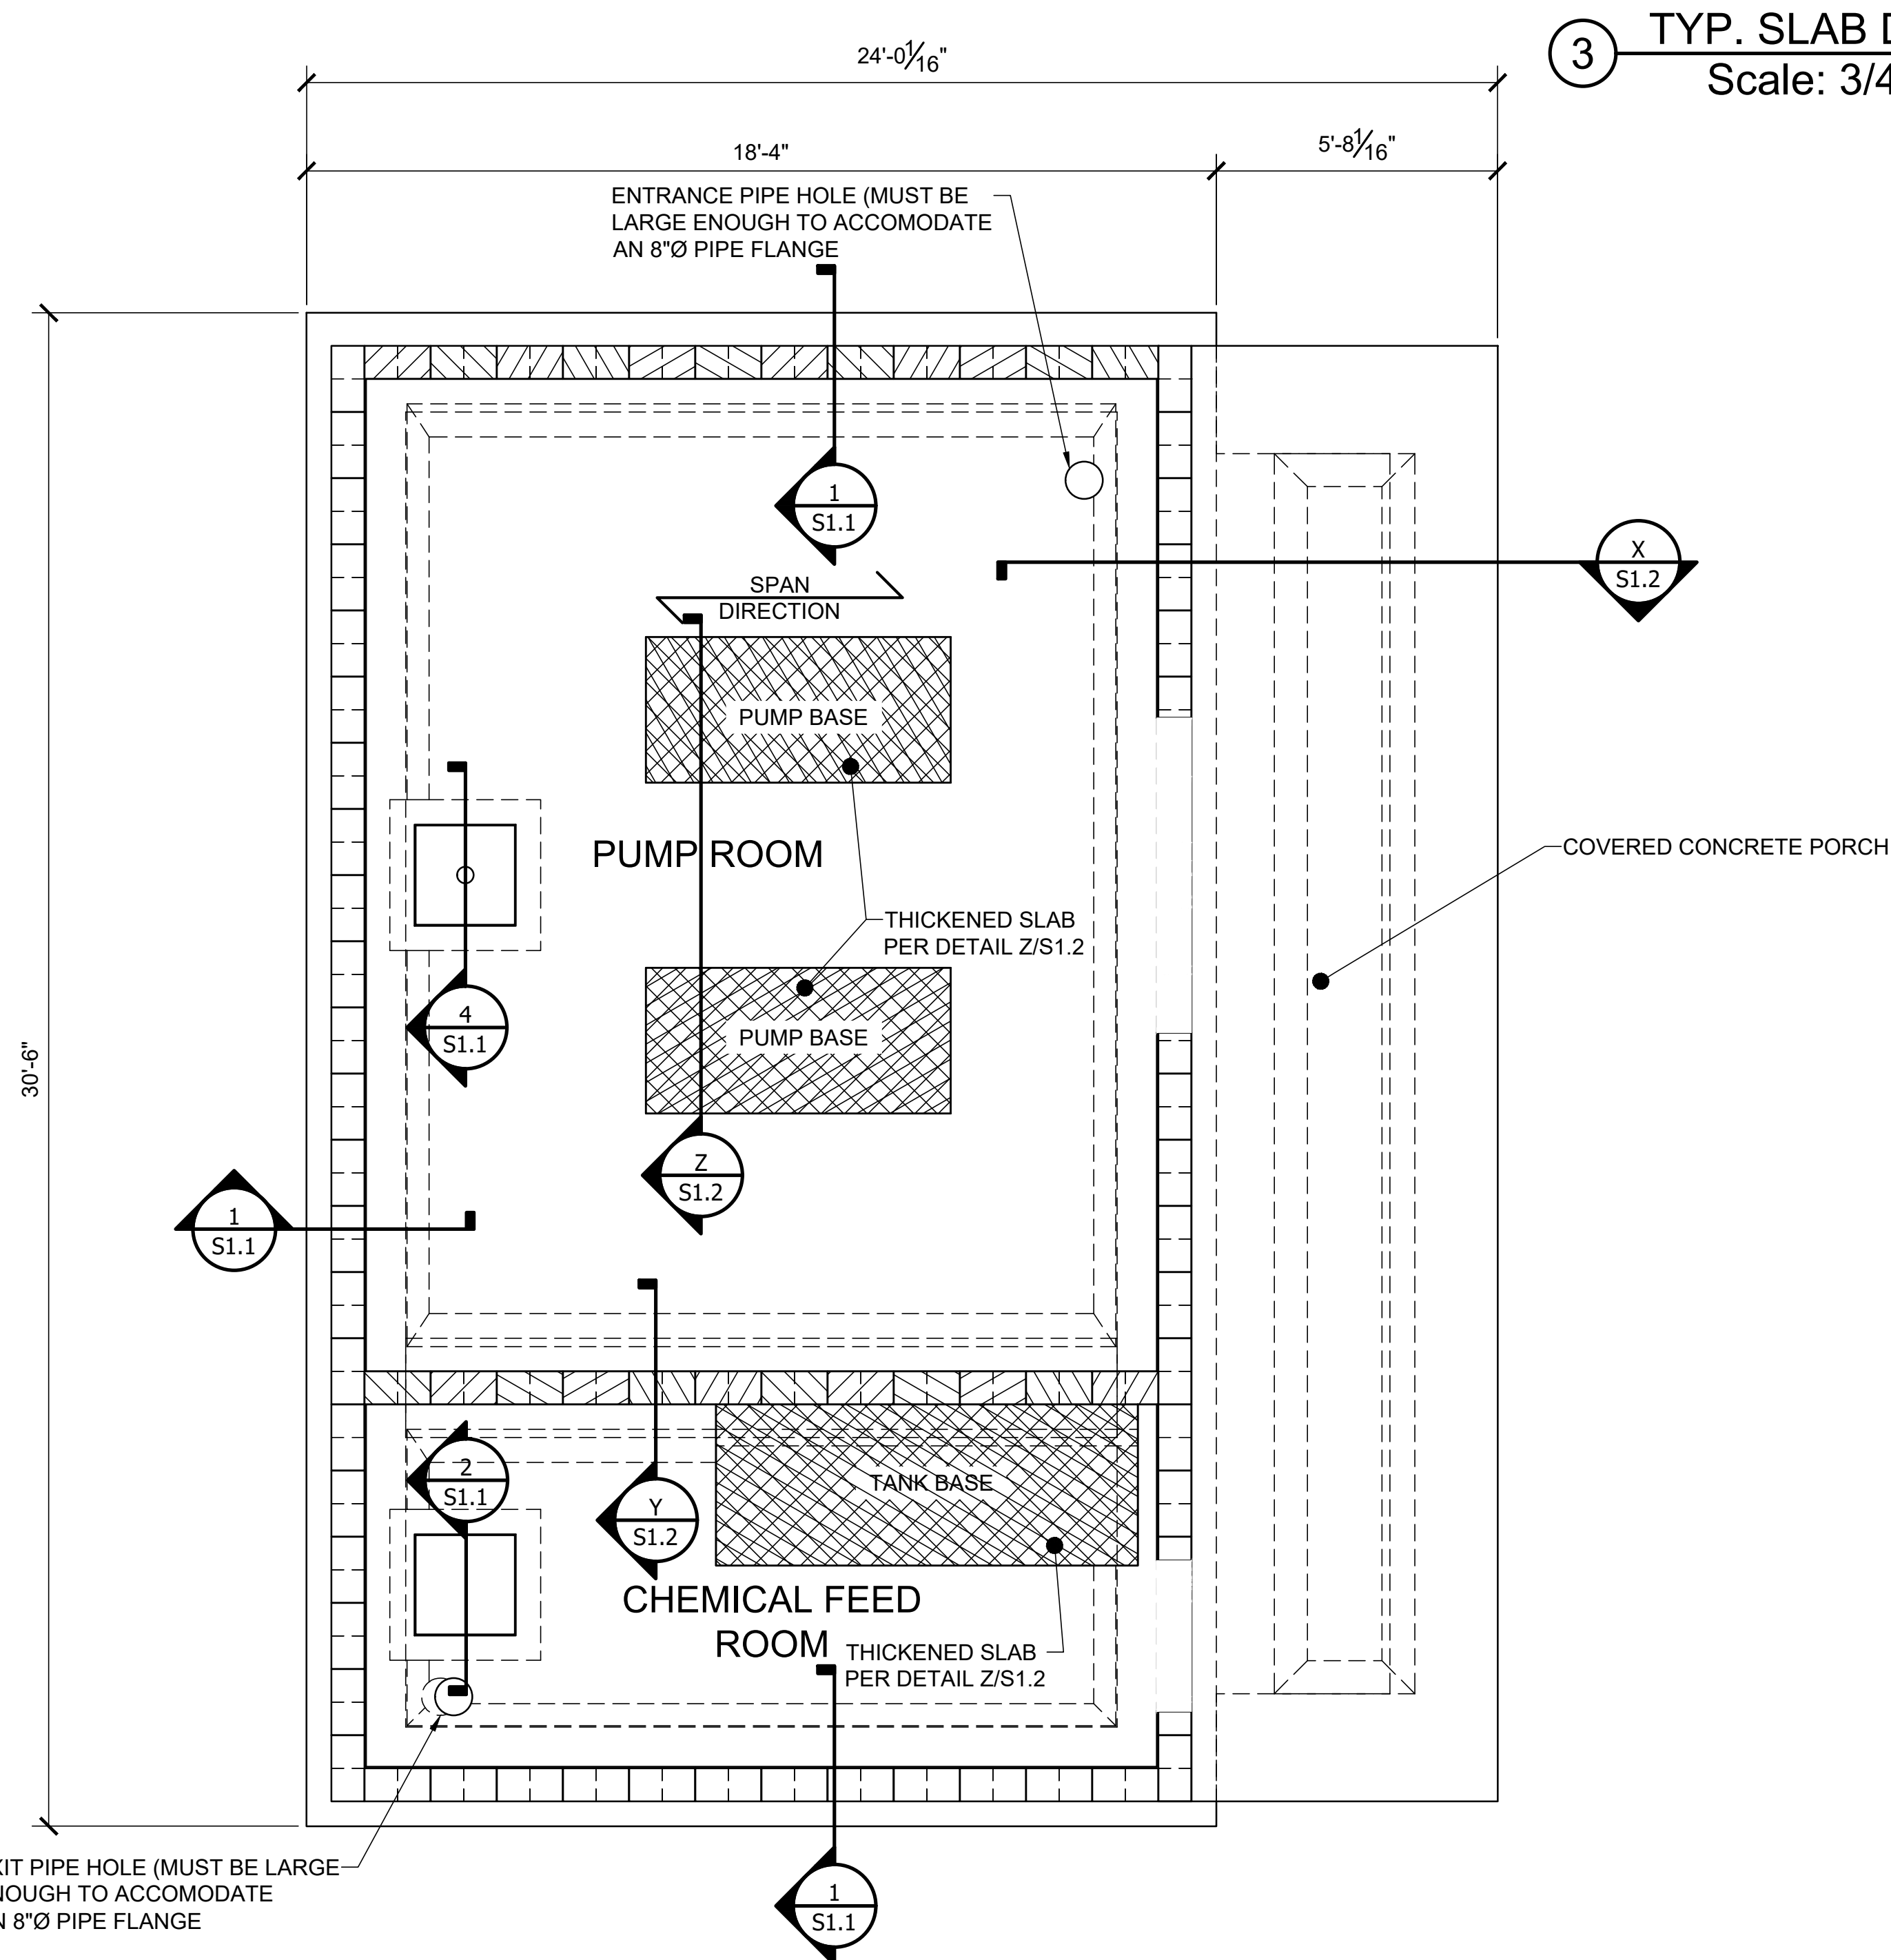 3
TYP. SLAB D
Scale: 3/4
24'-0 1/16"
18'-4"
5'-8 1/16"
ENTRANCE PIPE HOLE (MUST BE
LARGE ENOUGH TO ACCOMODATE
AN 8"Ø PIPE FLANGE
1
S1.1
X
S1.2
SPAN
DIRECTION
PUMP BASE
PUMP ROOM
COVERED CONCRETE PORCH
THICKENED SLAB
PER DETAIL Z/S1.2
4
S1.1
PUMP BASE
30'-6"
Z
S1.2
1
S1.1
2
S1.1
TANK BASE
Y
S1.2
CHEMICAL FEED
ROOM
THICKENED SLAB
PER DETAIL Z/S1.2
XIT PIPE HOLE (MUST BE LARGE
NOUGH TO ACCOMODATE
N 8"Ø PIPE FLANGE
1
S1.1